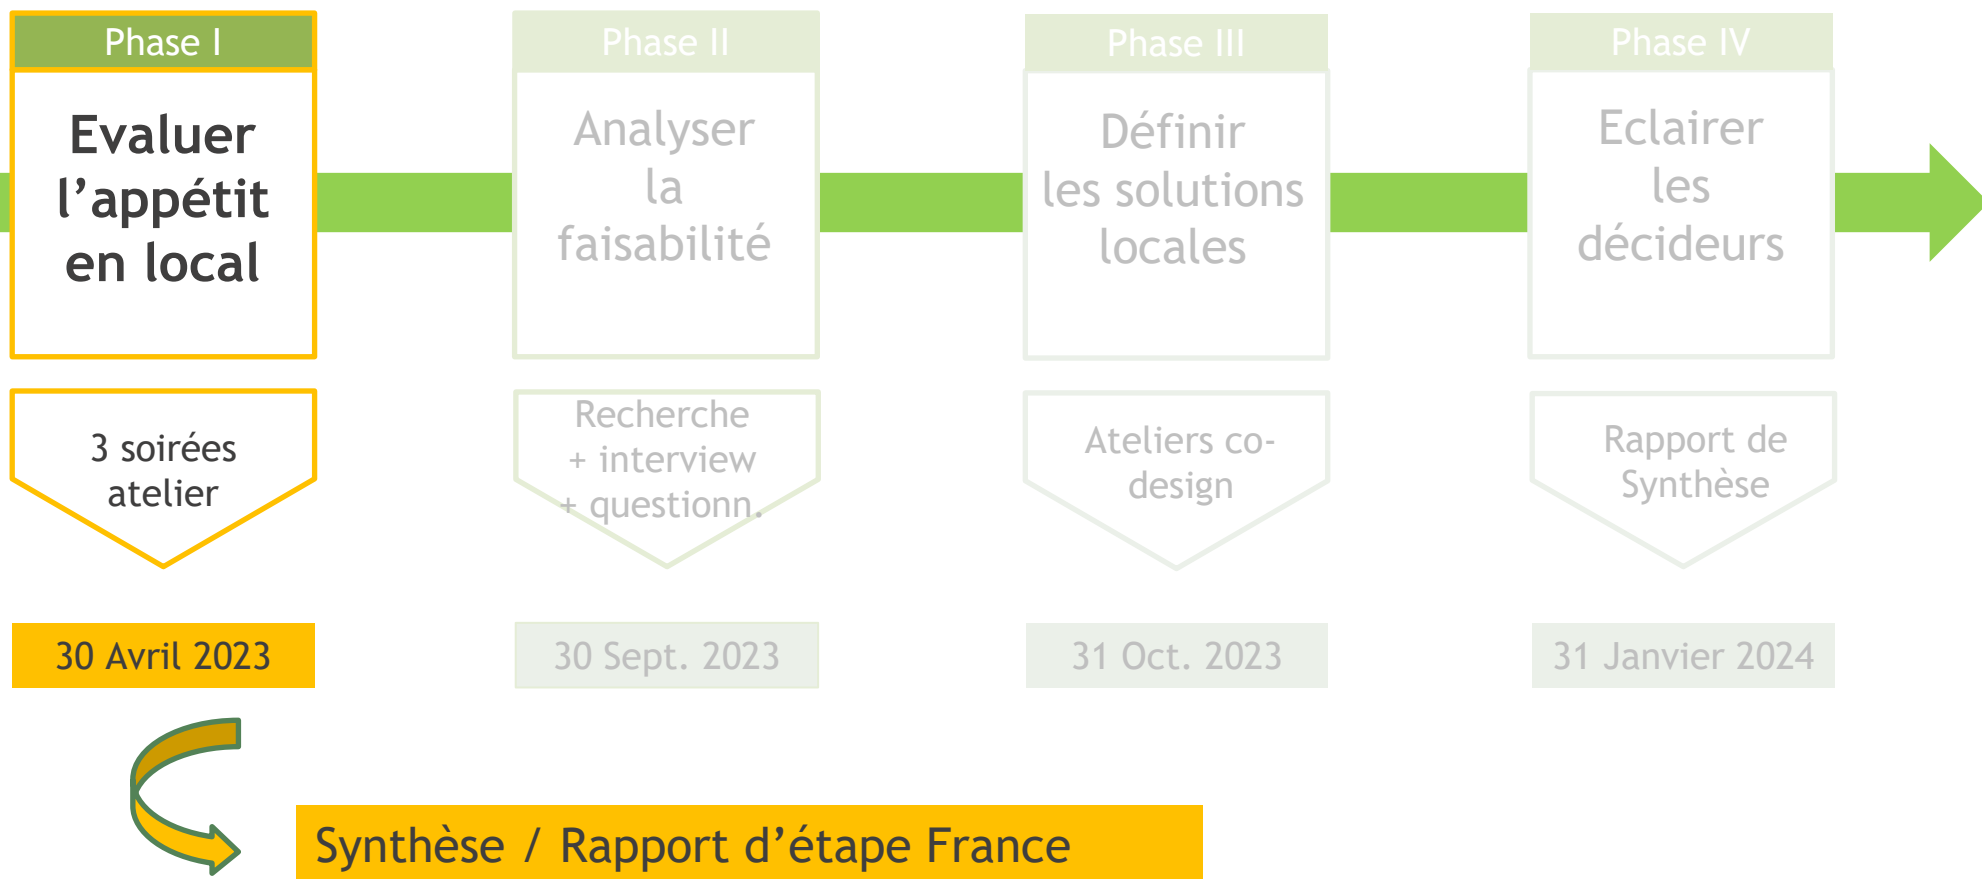 Phase I
Evaluer
l’appétit
en local
3 soirées
atelier
30 Avril 2023
Phase II
Analyser
la
faisabilité
Recherche
+ interview
+ questionn.
30 Sept. 2023
Phase III
Définir
les solutions
locales
Ateliers co-
design
31 Oct. 2023
Phase IV
Eclairer
les
décideurs
Rapport de
Synthèse
31 Janvier 2024
Synthèse / Rapport d’étape France